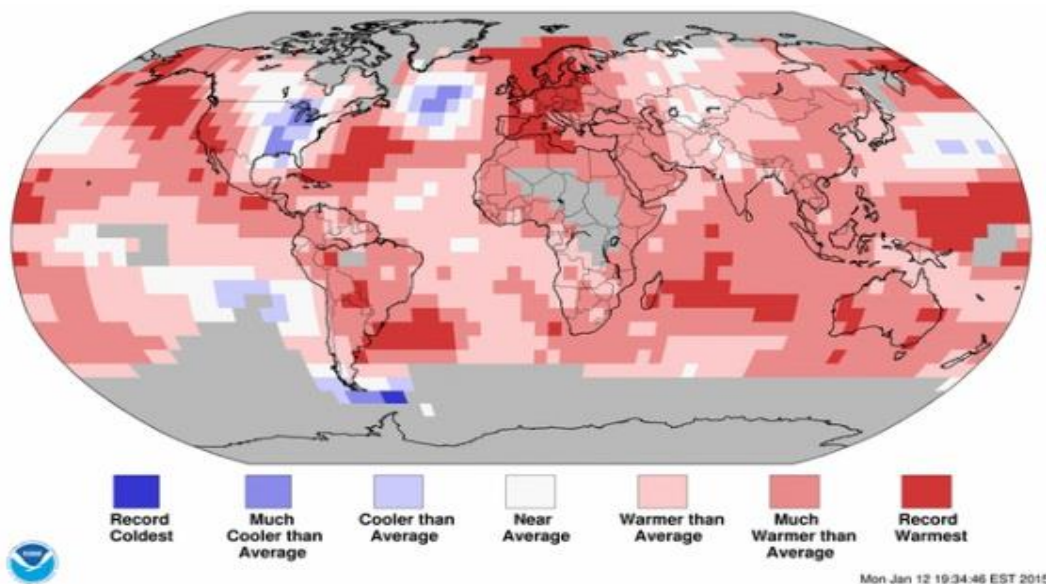 Record
Coldest
Much
Cooler than
Average
Cooler than
Average
Near
Average
Warmer than
Average
Much
Warmer than
Average
Record
Warmest
Mon Jan 12 19:34:46 EST 2015